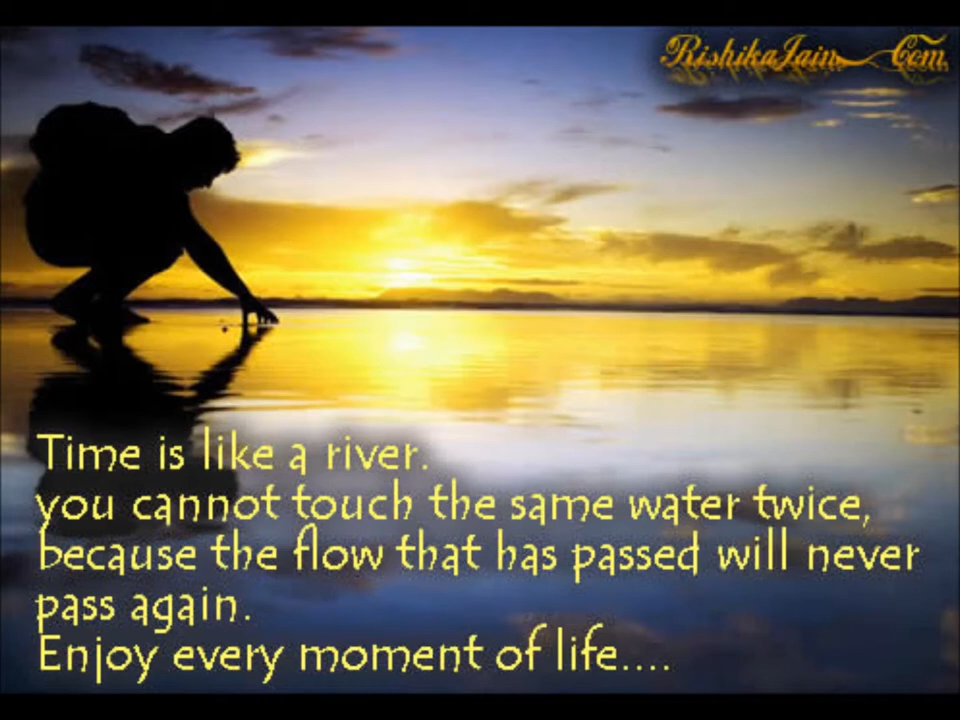 RishikaJain.Com
Time is like a river.
you cannot touch the same water twice,
because the flow that has passed will never
pass again.
Enjoy every moment of life....